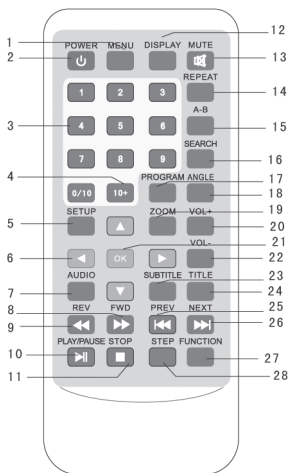 12
1 POWER MENU DISPLAY MUTE
2 13
REPEAT
1 2 3 14
A-B
3 4 5 6 15
SEARCH
7 8 9 16
4 PROGRAM ANGLE 17
0/10 10+ 18
SETUP ZOOM VOL+ 19
5 20
21
6 OK VOL- 22
AUDIO SUBTITLE TITLE 23
7 24
8 REV FWD PREV NEXT 25
9 26
PLAY/PAUSE STOP STEP FUNCTION
10 27
11 28